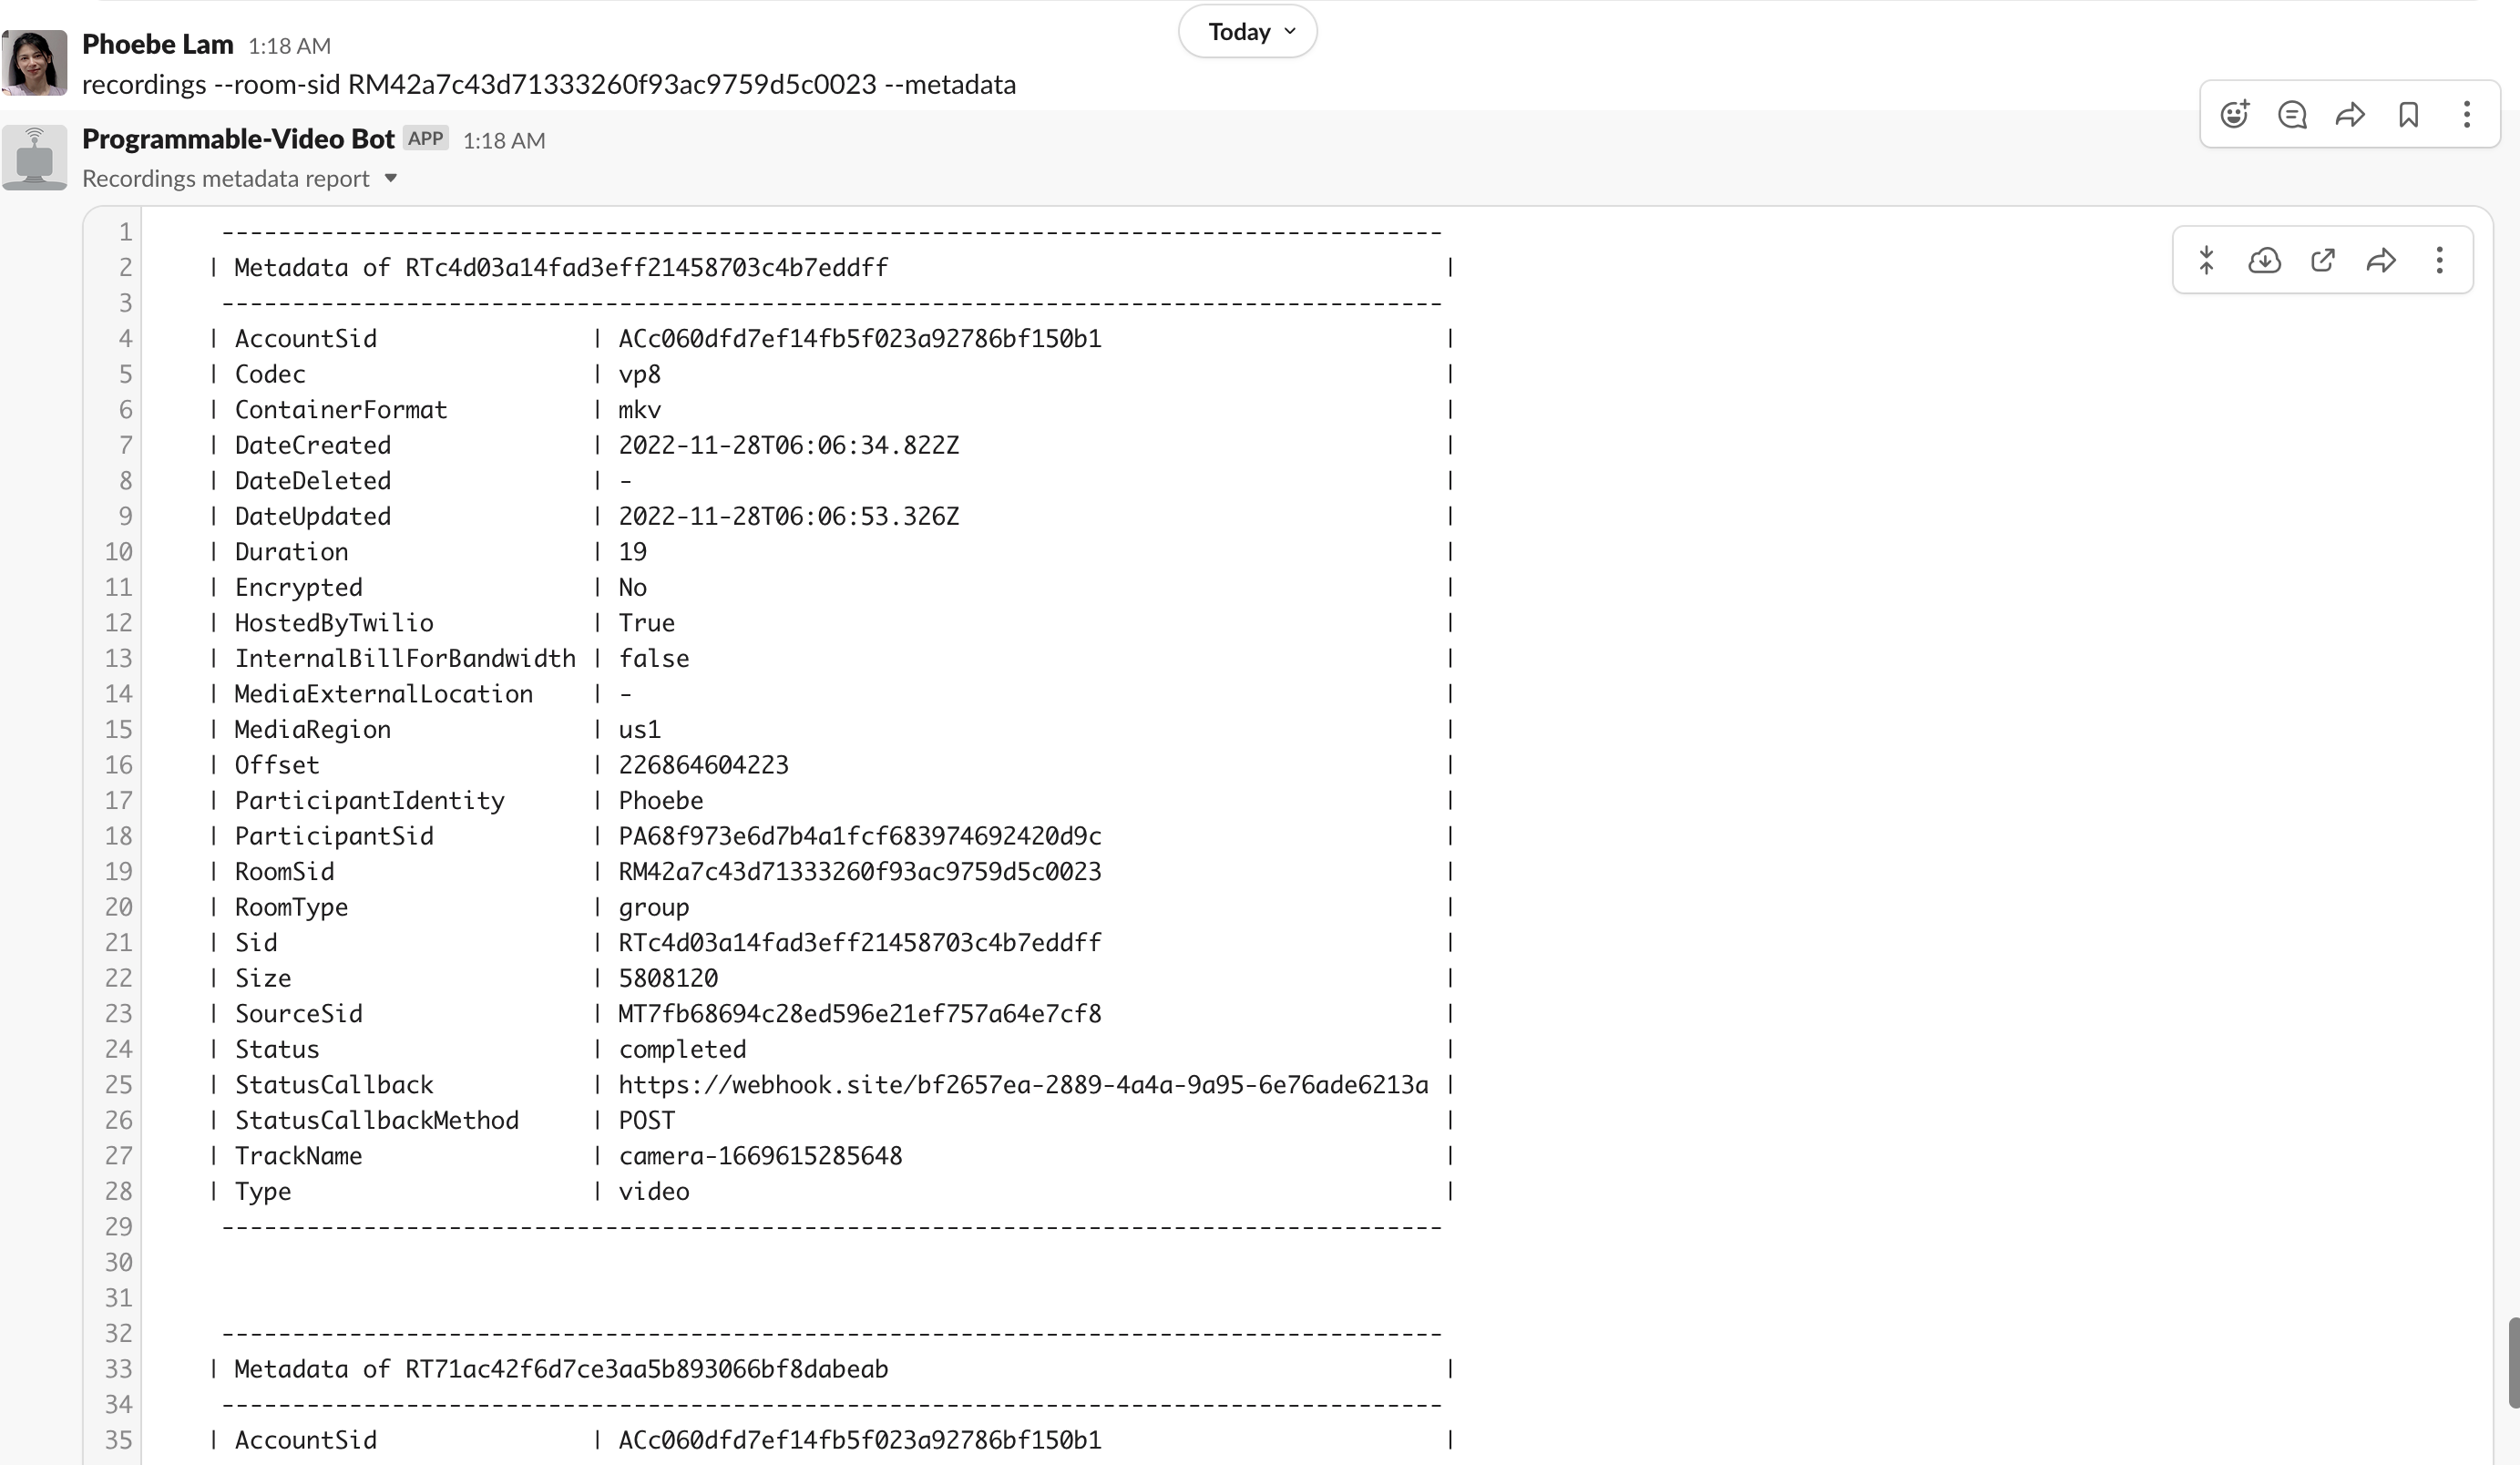 Today
Phoebe Lam 1:18 AM
recordings --room-sid RM42a7c43d71333260f93ac9759d5c0023 --metadata
Programmable-Video Bot APP 1:18 AM
Recordings metadata report
1 --------------------------------------------------------------------------------------
2 | Metadata of RTc4d03a14fad3eff21458703c4b7eddff |
3 --------------------------------------------------------------------------------------
4 | AccountSid | ACc060dfd7ef14fb5f023a92786bf150b1 |
5 | Codec | vp8 |
6 | ContainerFormat | mkv |
7 | DateCreated | 2022-11-28T06:06:34.822Z |
8 | DateDeleted | - |
9 | DateUpdated | 2022-11-28T06:06:53.326Z |
10 | Duration | 19 |
11 | Encrypted | No |
12 | HostedByTwilio | True |
13 | InternalBillForBandwidth | false |
14 | MediaExternalLocation | - |
15 | MediaRegion | us1 |
16 | Offset | 226864604223 |
17 | ParticipantIdentity | Phoebe |
18 | ParticipantSid | PA68f973e6d7b4a1fcf683974692420d9c |
19 | RoomSid | RM42a7c43d71333260f93ac9759d5c0023 |
20 | RoomType | group |
21 | Sid | RTc4d03a14fad3eff21458703c4b7eddff |
22 | Size | 5808120 |
23 | SourceSid | MT7fb68694c28ed596e21ef757a64e7cf8 |
24 | Status | completed |
25 | StatusCallback | https://webhook.site/bf2657ea-2889-4a4a-9a95-6e76ade6213a |
26 | StatusCallbackMethod | POST |
27 | TrackName | camera-1669615285648 |
28 | Type | video |
29 --------------------------------------------------------------------------------------
30
31
32 --------------------------------------------------------------------------------------
33 | Metadata of RT71ac42f6d7ce3aa5b893066bf8dabeab |
34 --------------------------------------------------------------------------------------
35 | AccountSid | ACc060dfd7ef14fb5f023a92786bf150b1 |